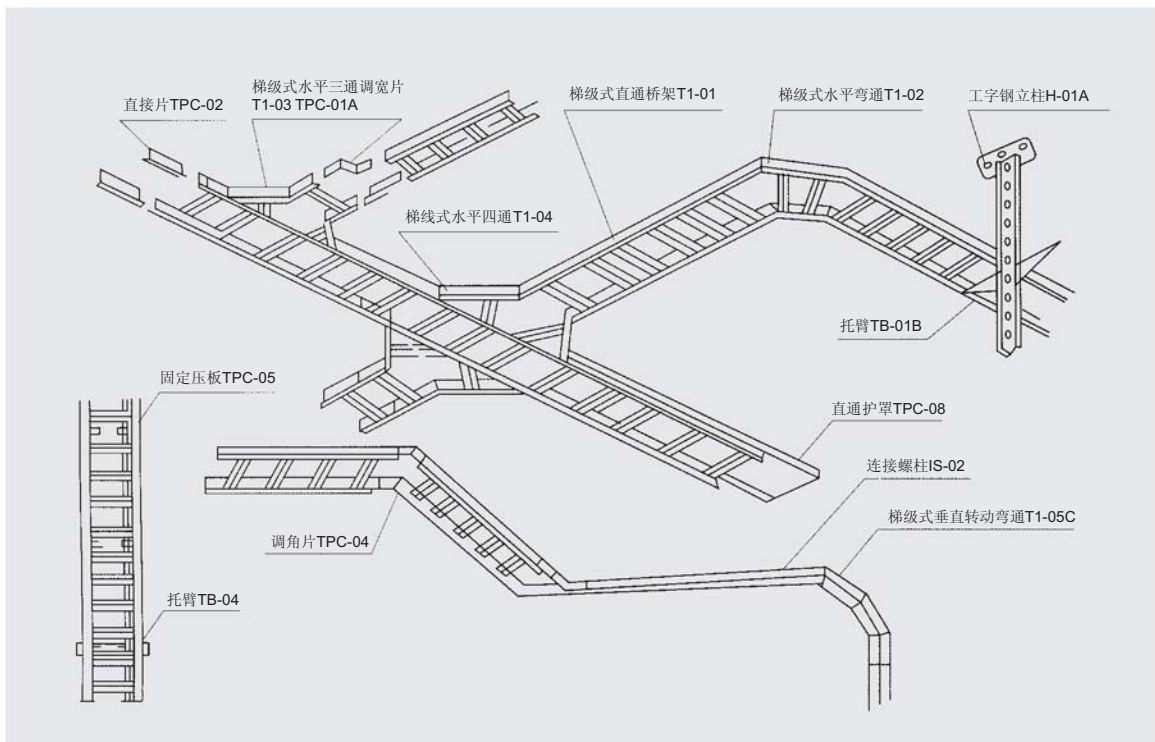 梯级式水平三通调宽片
直接片TPC-02
T1-03 TPC-01A
梯级式直通桥架T1-01
梯级式水平弯通T1-02
工字钢立柱H-01A
梯线式水平四通T1-04
托臂TB-01B
固定压板TPC-05
直通护罩TPC-08
连接螺柱IS-02
梯级式垂直转动弯通T1-05C
调角片TPC-04
托臂TB-04